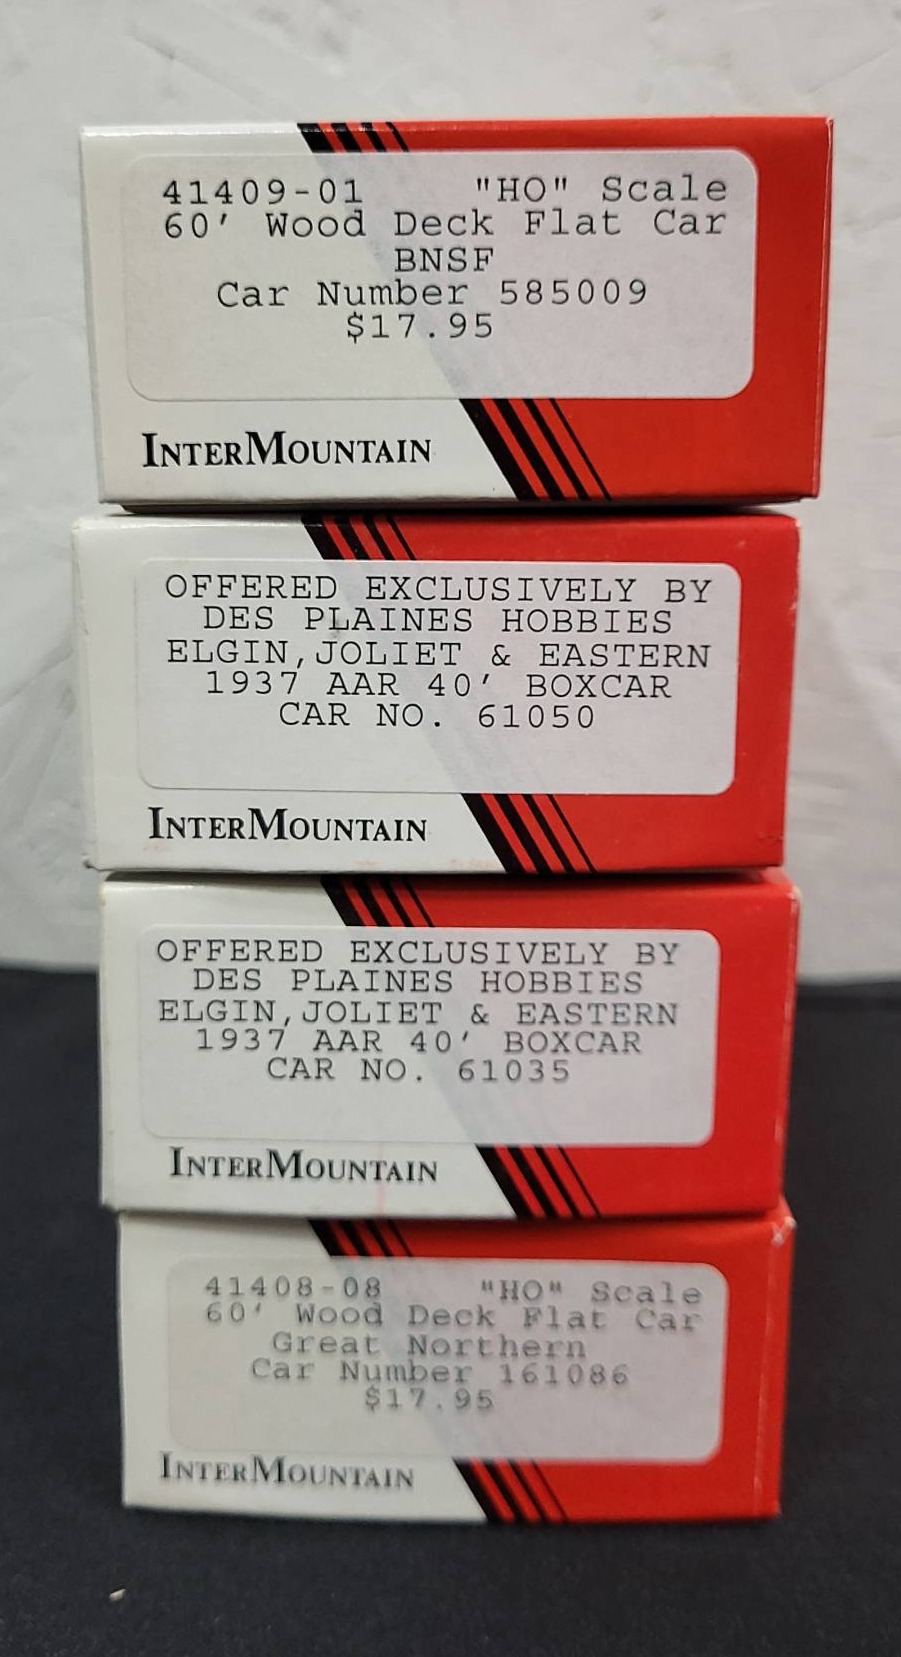 41409-01 "HO" Scale
60' Wood Deck Flat Car
BNSF
Car Number 585009
$17.95
INTERMOUNTAIN
OFFERED EXCLUSIVELY BY
DES PLAINES HOBBIES
ELGIN,JOLIET & EASTERN
1937 AAR 40' BOXCAR
CAR NO. 61050
INTERMOUNTAIN
OFFERED EXCLUSIVELY BY
DES PLAINES HOBBIES
ELGIN,JOLIET & EASTERN
1937 AAR 40' BOXCAR
CAR NO. 61035
INTERMOUNTAIN
41408-08 "HO" Scale
60' Wood Deck Flat Car
Great Northern
Car Number 161086
$17.95
INTERMOUNTAIN